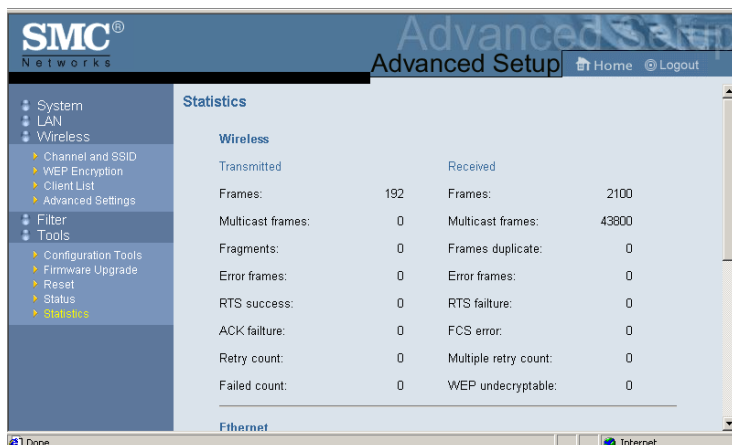 SMC®
Networks
Advanced Setup
Advanced Setup
Home
Logout
System
LAN
Wireless
Channel and SSID
WEP Encryption
Client List
Advanced Settings
Filter
Tools
Configuration Tools
Firmware Upgrade
Reset
Status
Statistics
Statistics
Wireless
Transmitted Received
Frames: 192 Frames: 2100
Multicast frames: 0 Multicast frames: 43800
Fragments: 0 Frames duplicate: 0
Error frames: 0 Error frames: 0
RTS success: 0 RTS failture: 0
ACK failture: 0 FCS error: 0
Retry count: 0 Multiple retry count: 0
Failed count: 0 WEP undecryptable: 0
Ethernet
Done
Internet